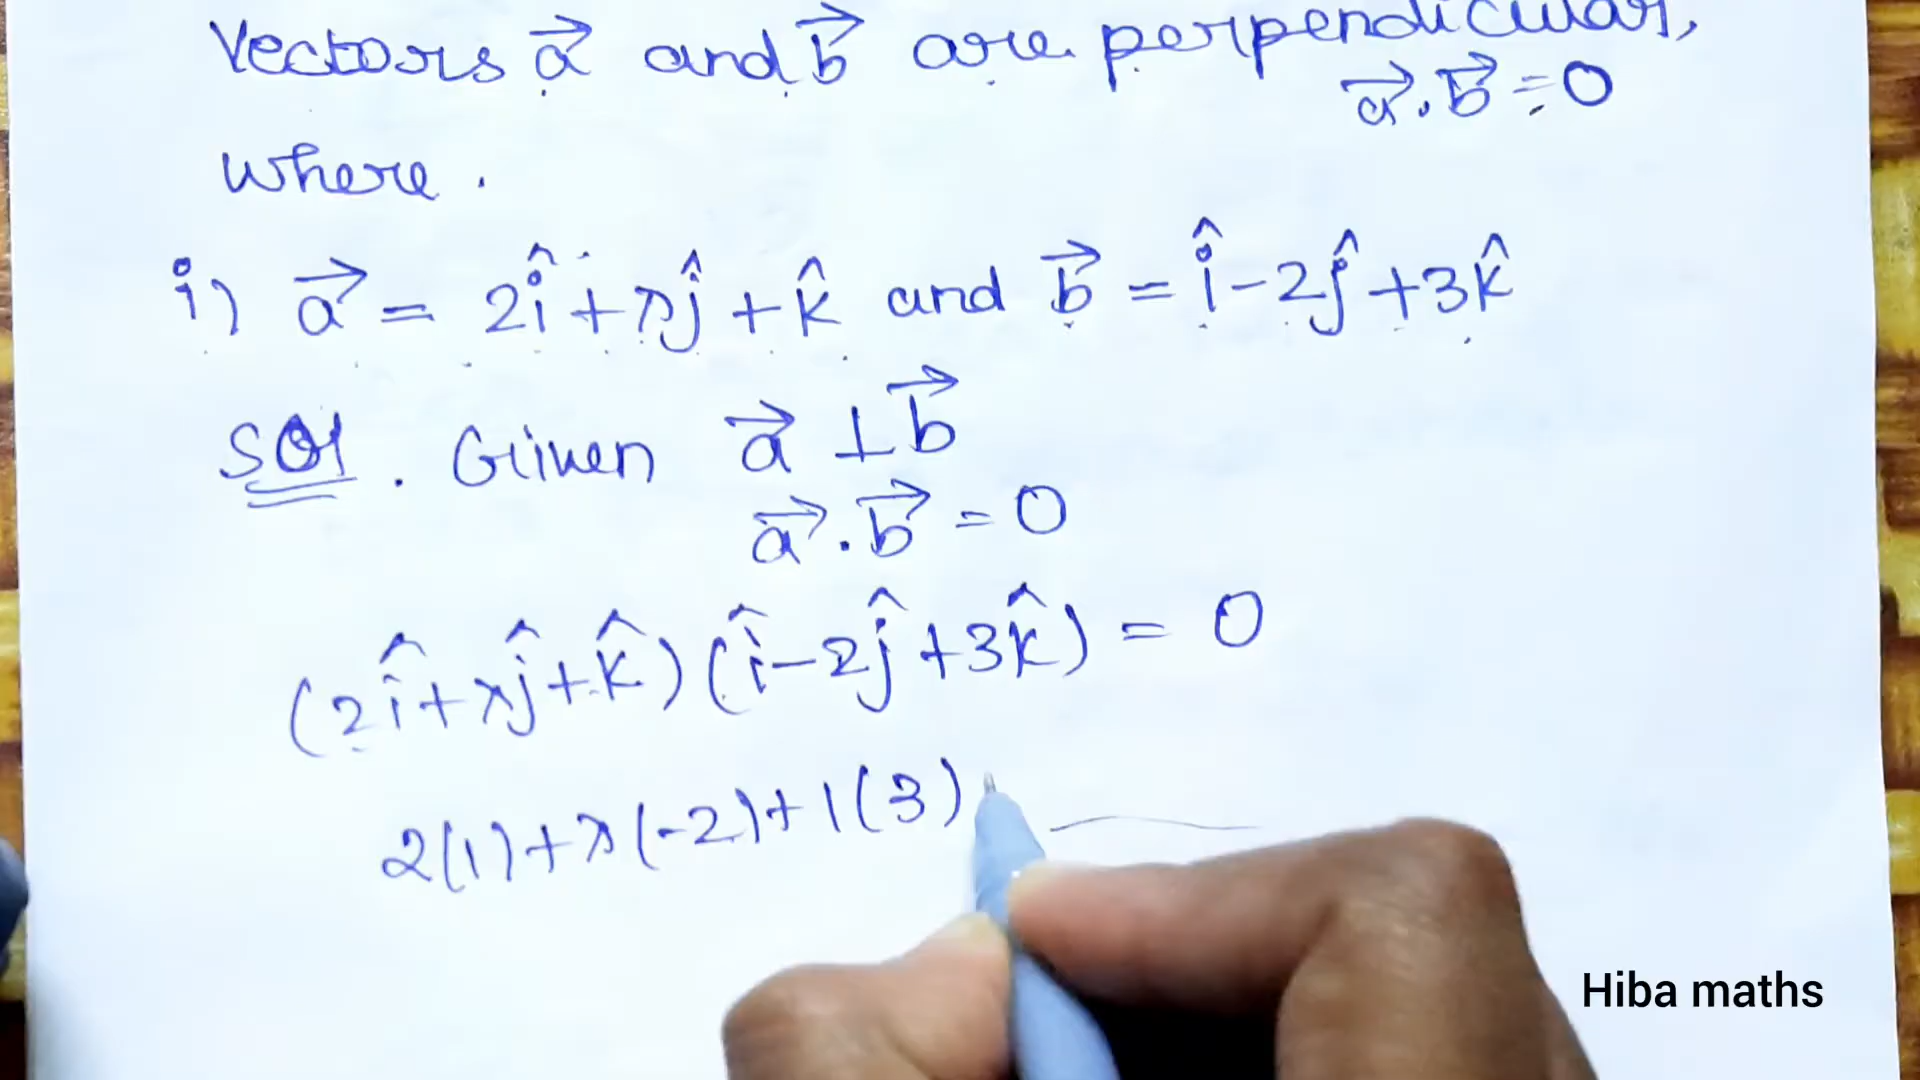 Vectors a⃗ and b⃗ are perpendicular,
a⃗.b⃗ = 0
where.
i) a⃗ = 2î + λĵ + k̂ and b⃗ = î - 2ĵ + 3k̂
Sol. Given a⃗ ⊥ b⃗
a⃗.b⃗ = 0
(2î + λĵ + k̂)(î - 2ĵ + 3k̂) = 0
2(1) + λ(-2) + 1(3)
Hiba maths